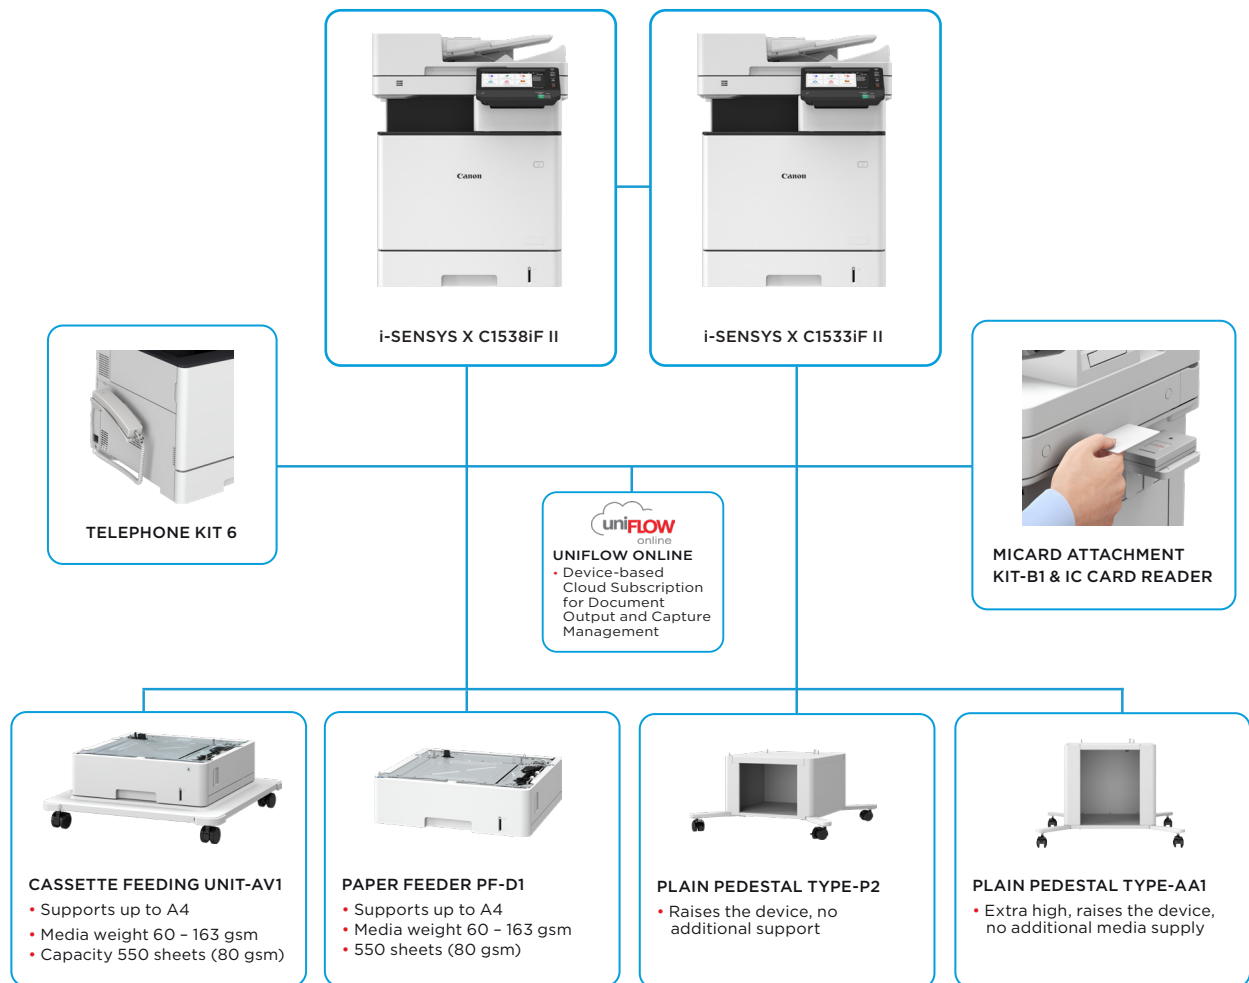 Canon
Canon
i-SENSYS X C1538iF II
i-SENSYS X C1533iF II
TELEPHONE KIT 6
uniFLOW
online
UNIFLOW ONLINE
• Device-based
Cloud Subscription
for Document
Output and Capture
Management
MICARD ATTACHMENT
KIT-B1 & IC CARD READER
CASSETTE FEEDING UNIT-AV1
• Supports up to A4
• Media weight 60 – 163 gsm
• Capacity 550 sheets (80 gsm)
PAPER FEEDER PF-D1
• Supports up to A4
• Media weight 60 – 163 gsm
• 550 sheets (80 gsm)
PLAIN PEDESTAL TYPE-P2
• Raises the device, no
additional support
PLAIN PEDESTAL TYPE-AA1
• Extra high, raises the device,
no additional media supply